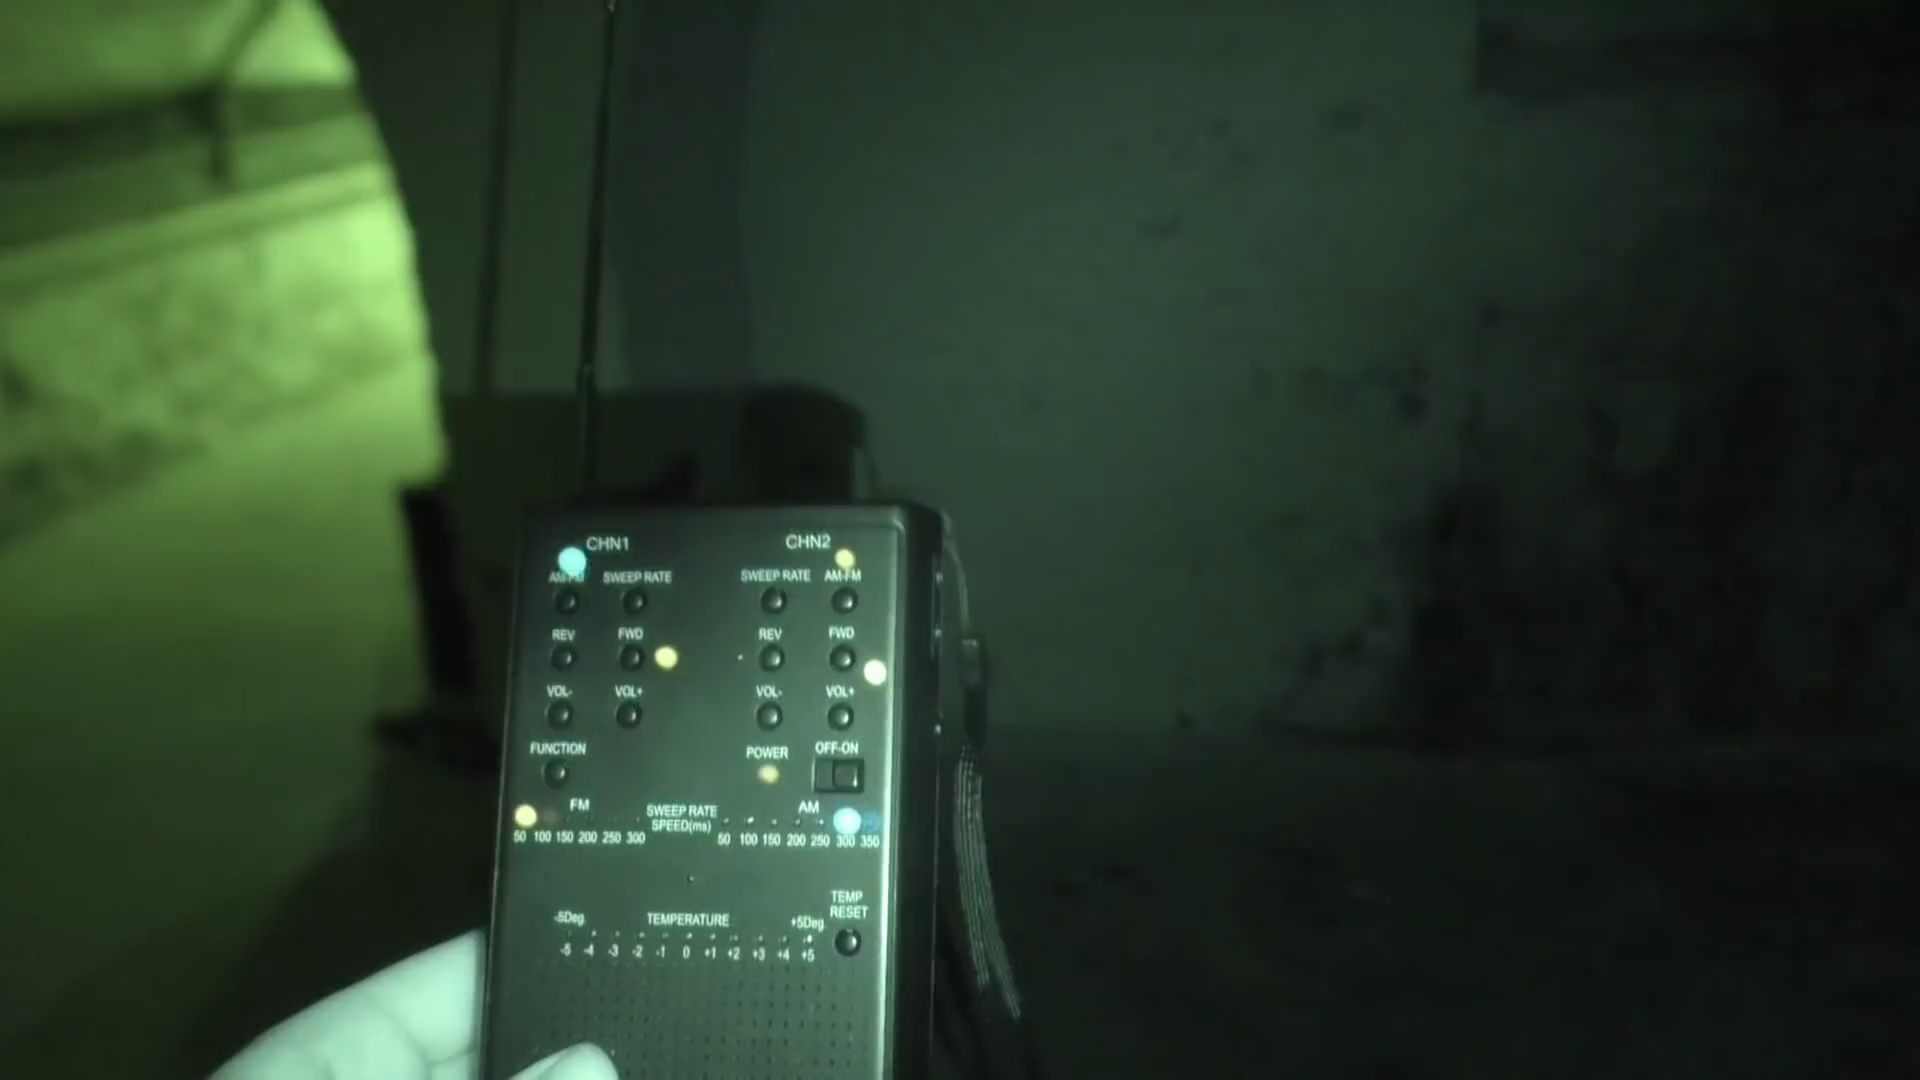 CHN1 CHN2
AM-FM SWEEP RATE SWEEP RATE AM-FM
REV FWD REV FWD
VOL- VOL+ VOL- VOL+
FUNCTION POWER OFF-ON
FM SWEEP RATE AM
SPEED(ms)
50 100 150 200 250 300 50 100 150 200 250 300 350
TEMP
RESET
-5Deg. TEMPERATURE +5Deg.
-5 -4 -3 -2 -1 0 +1 +2 +3 +4 +5